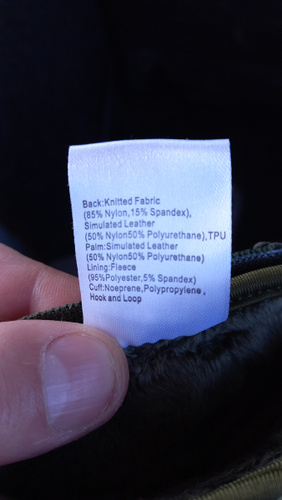 Back:Knitted Fabric
(85% Nylon,15% Spandex),
Simulated Leather
(50% Nylon50% Polyurethane),TPU
Palm:Simulated Leather
(50% Nylon50% Polyurethane)
Lining:Fleece
(95%Polyester,5% Spandex)
Cuff:Noeprene,Polypropylene,
Hook and Loop